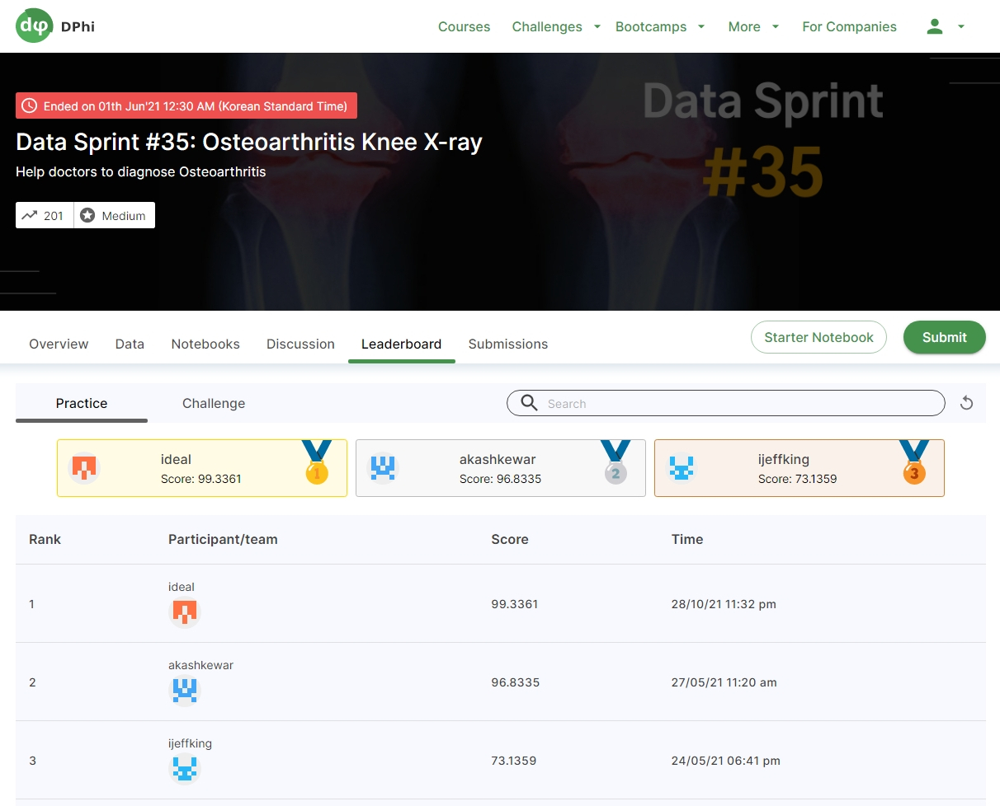 dφ DPhi Courses Challenges Bootcamps More For Companies
Ended on 01th Jun'21 12:30 AM (Korean Standard Time)
Data Sprint
#35
Data Sprint #35: Osteoarthritis Knee X-ray
Help doctors to diagnose Osteoarthritis
201 Medium
Overview Data Notebooks Discussion Leaderboard Submissions Starter Notebook Submit
Practice Challenge Search
ideal akashkewar ijeffking
Score: 99.3361 1 Score: 96.8335 2 Score: 73.1359 3
Rank Participant/team Score Time
ideal
1 99.3361 28/10/21 11:32 pm
akashkewar
2 96.8335 27/05/21 11:20 am
ijeffking
3 73.1359 24/05/21 06:41 pm